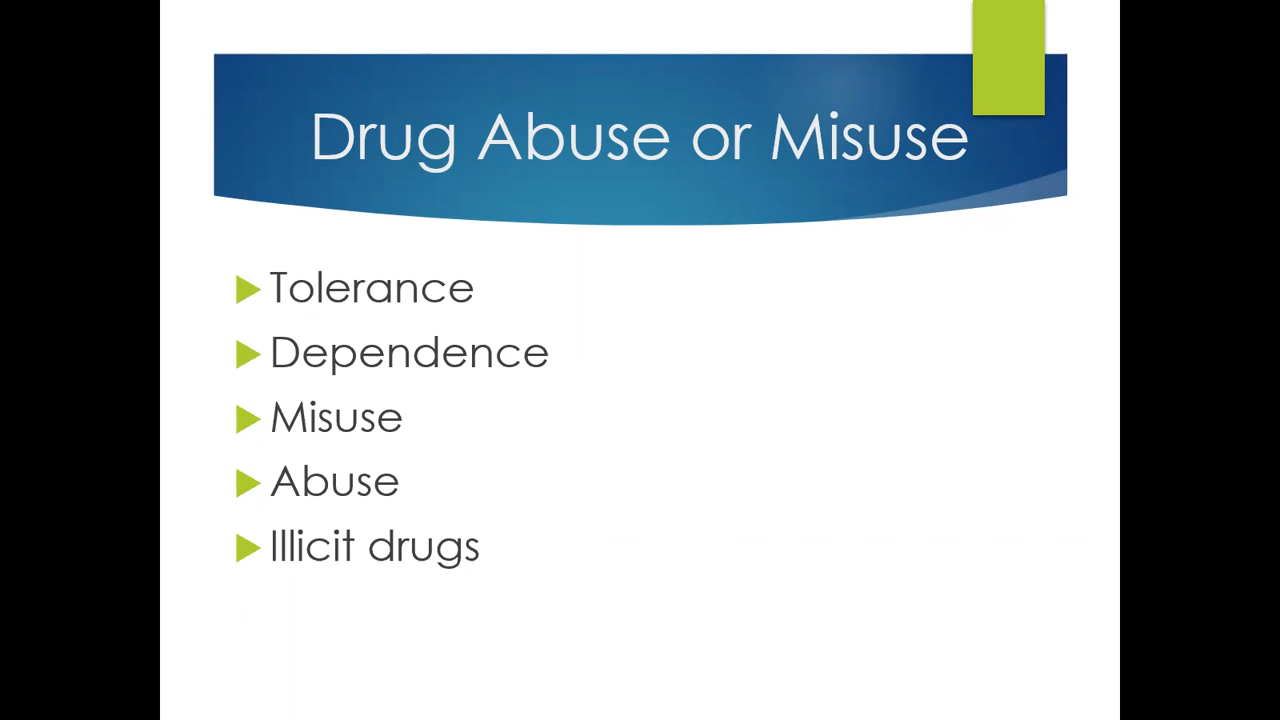 Drug Abuse or Misuse
Tolerance
Dependence
Misuse
Abuse
Illicit drugs